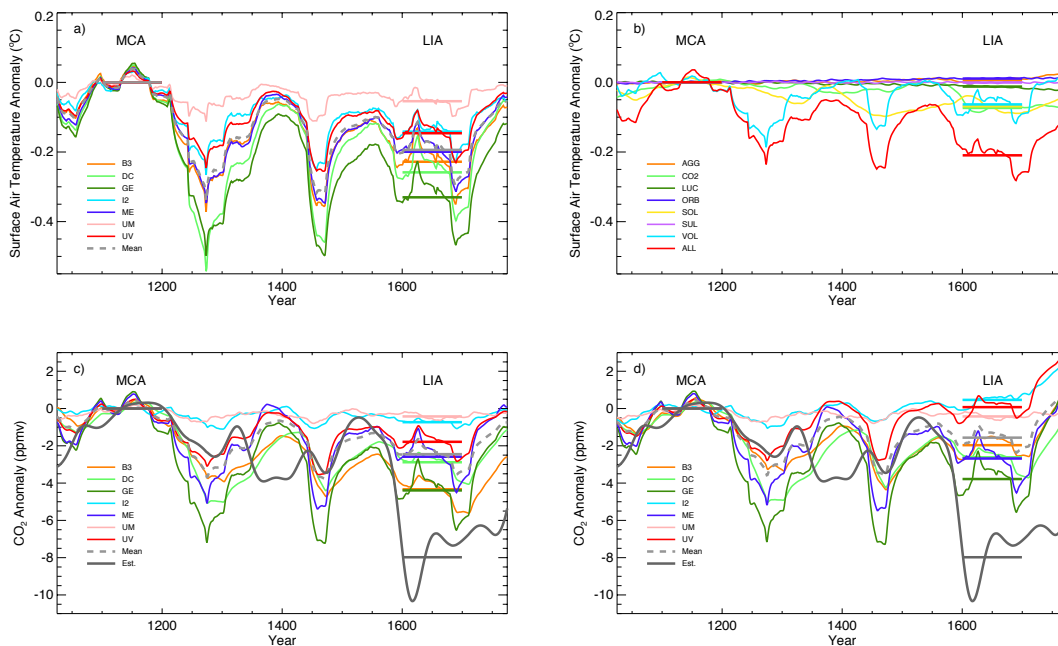 a)
MCA
LIA
0.2
0.0
-0.2
-0.4
Surface Air Temperature Anomaly (°C)
B3
DC
GE
I2
ME
UM
UV
Mean
1200
1400
1600
Year
b)
MCA
LIA
0.2
0.0
-0.2
-0.4
Surface Air Temperature Anomaly (°C)
AGG
CO2
LUC
ORB
SOL
SUL
VOL
ALL
1200
1400
1600
Year
c)
MCA
LIA
2
0
-2
-4
-6
-8
-10
CO₂ Anomaly (ppmv)
B3
DC
GE
I2
ME
UM
UV
Mean
Est.
1200
1400
1600
Year
d)
MCA
LIA
2
0
-2
-4
-6
-8
-10
CO₂ Anomaly (ppmv)
B3
DC
GE
I2
ME
UM
UV
Mean
Est.
1200
1400
1600
Year